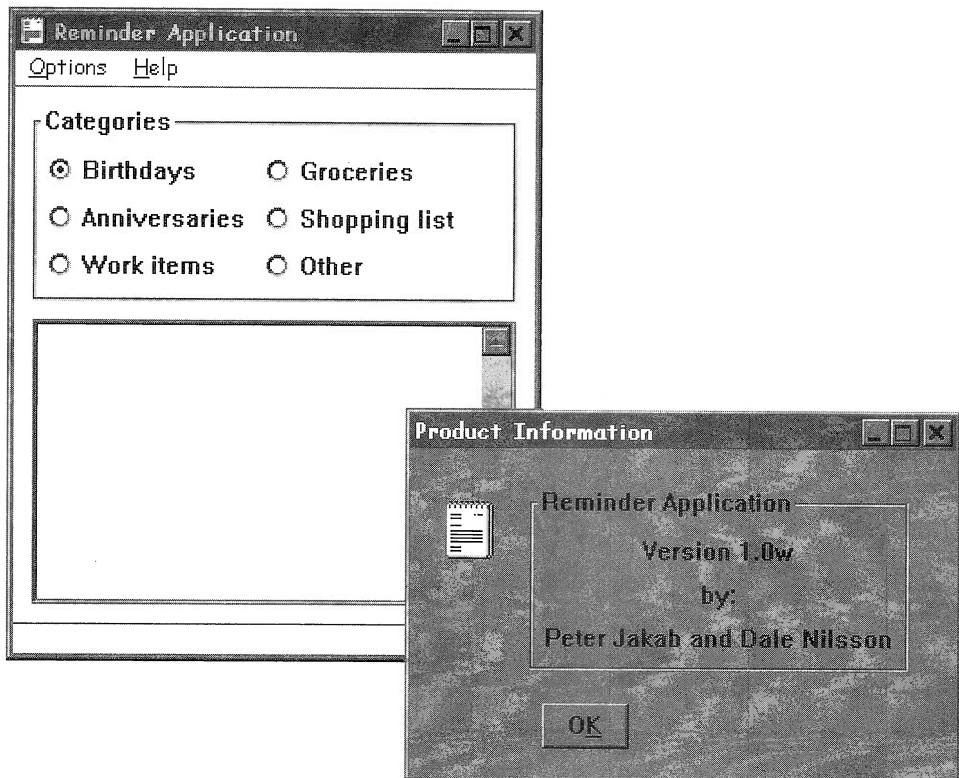 Reminder Application
Options Help
Categories
Birthdays Groceries
Anniversaries Shopping list
Work items Other
Product Information
Reminder Application
Version 1.0w
by:
Peter Jakab and Dale Nilsson
OK